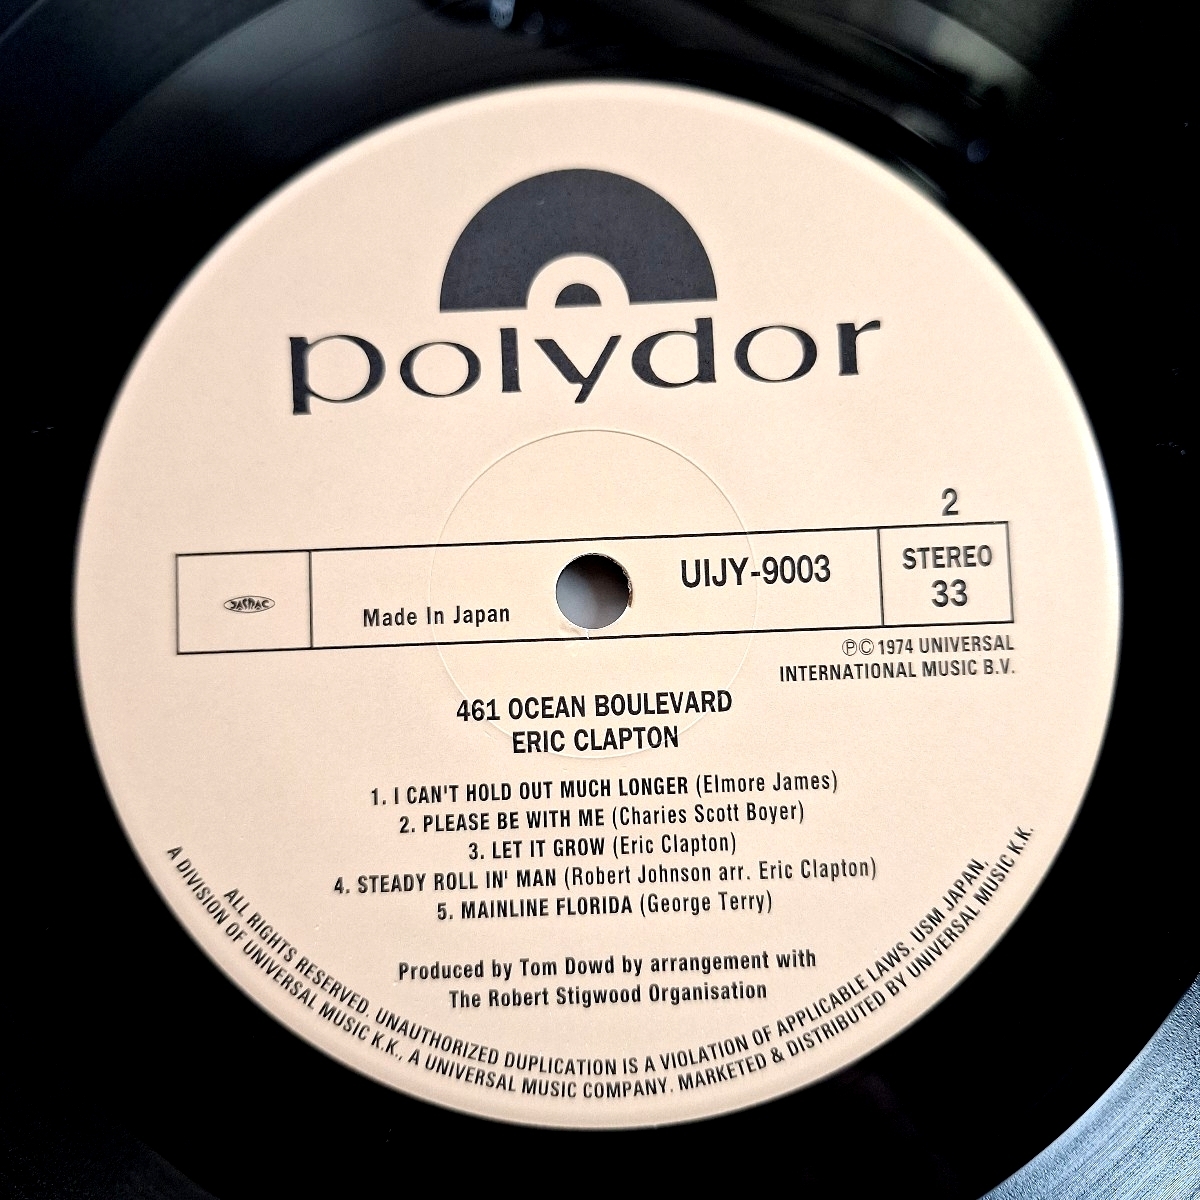 polydor
2
JASRAC
Made In Japan
UIJY-9003
STEREO
33
ⓅⒸ 1974 UNIVERSAL
INTERNATIONAL MUSIC B.V.
461 OCEAN BOULEVARD
ERIC CLAPTON
1. I CAN'T HOLD OUT MUCH LONGER (Elmore James)
2. PLEASE BE WITH ME (Charies Scott Boyer)
3. LET IT GROW (Eric Clapton)
4. STEADY ROLL IN' MAN (Robert Johnson arr. Eric Clapton)
5. MAINLINE FLORIDA (George Terry)
Produced by Tom Dowd by arrangement with
The Robert Stigwood Organisation
ALL RIGHTS RESERVED. UNAUTHORIZED DUPLICATION IS A VIOLATION OF APPLICABLE LAWS. USM JAPAN,
A DIVISION OF UNIVERSAL MUSIC K.K., A UNIVERSAL MUSIC COMPANY. MARKETED & DISTRIBUTED BY UNIVERSAL MUSIC K.K.